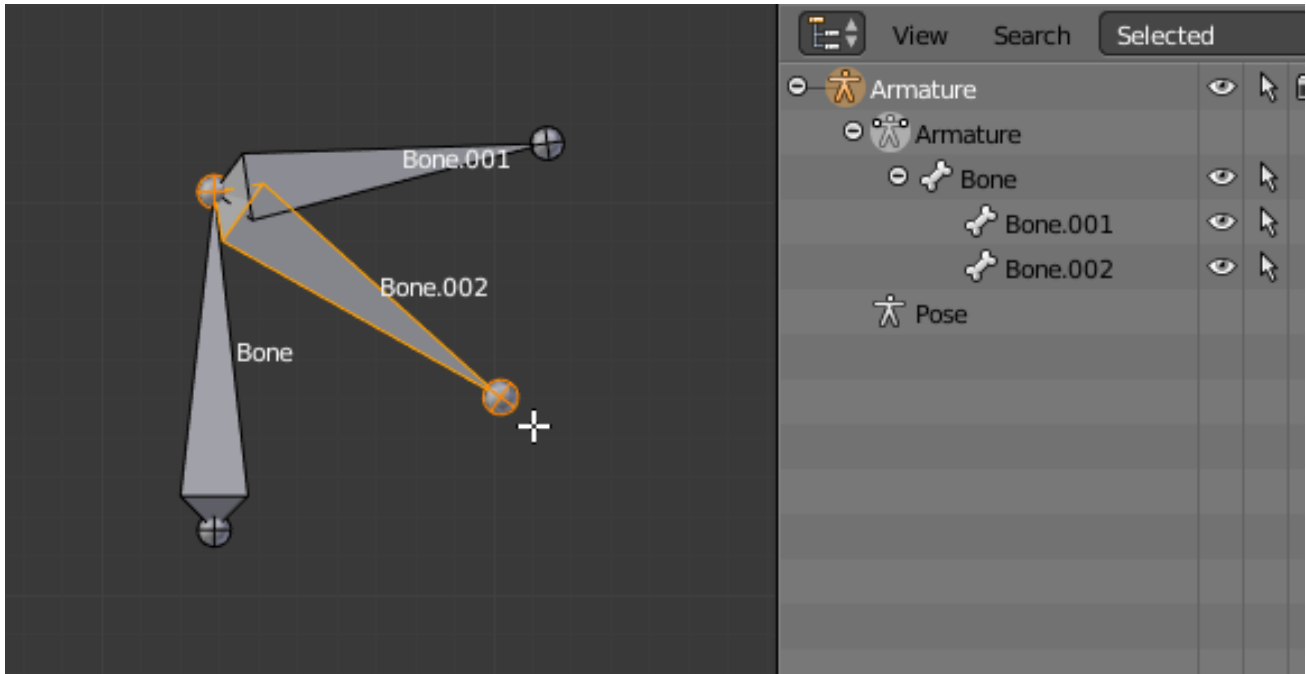 View Search Selected
Armature
Armature
Bone
Bone.001
Bone.002
Pose
Bone.001
Bone.002
Bone